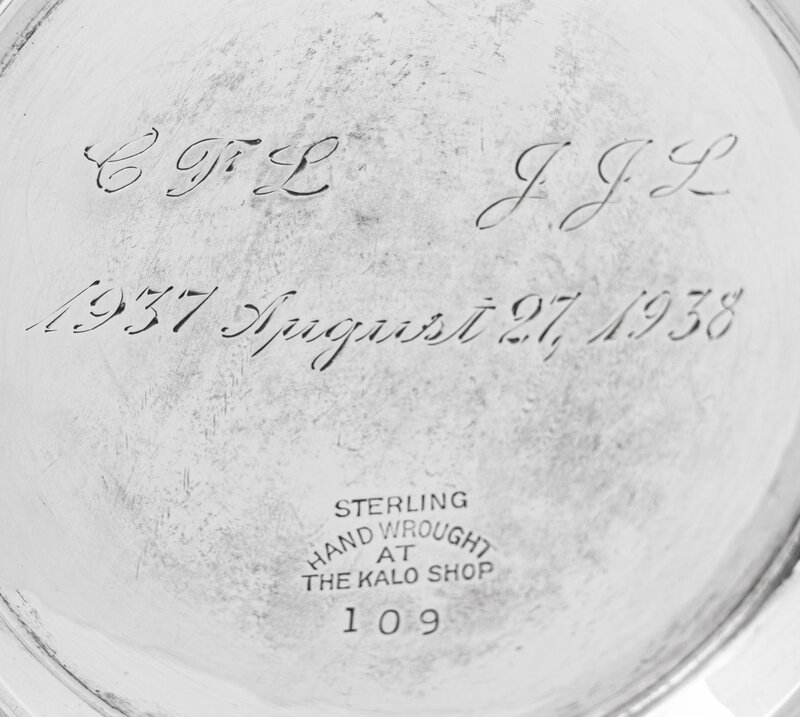 C F L J J L
1937 August 27, 1938
STERLING
HAND WROUGHT
AT
THE KALO SHOP
109